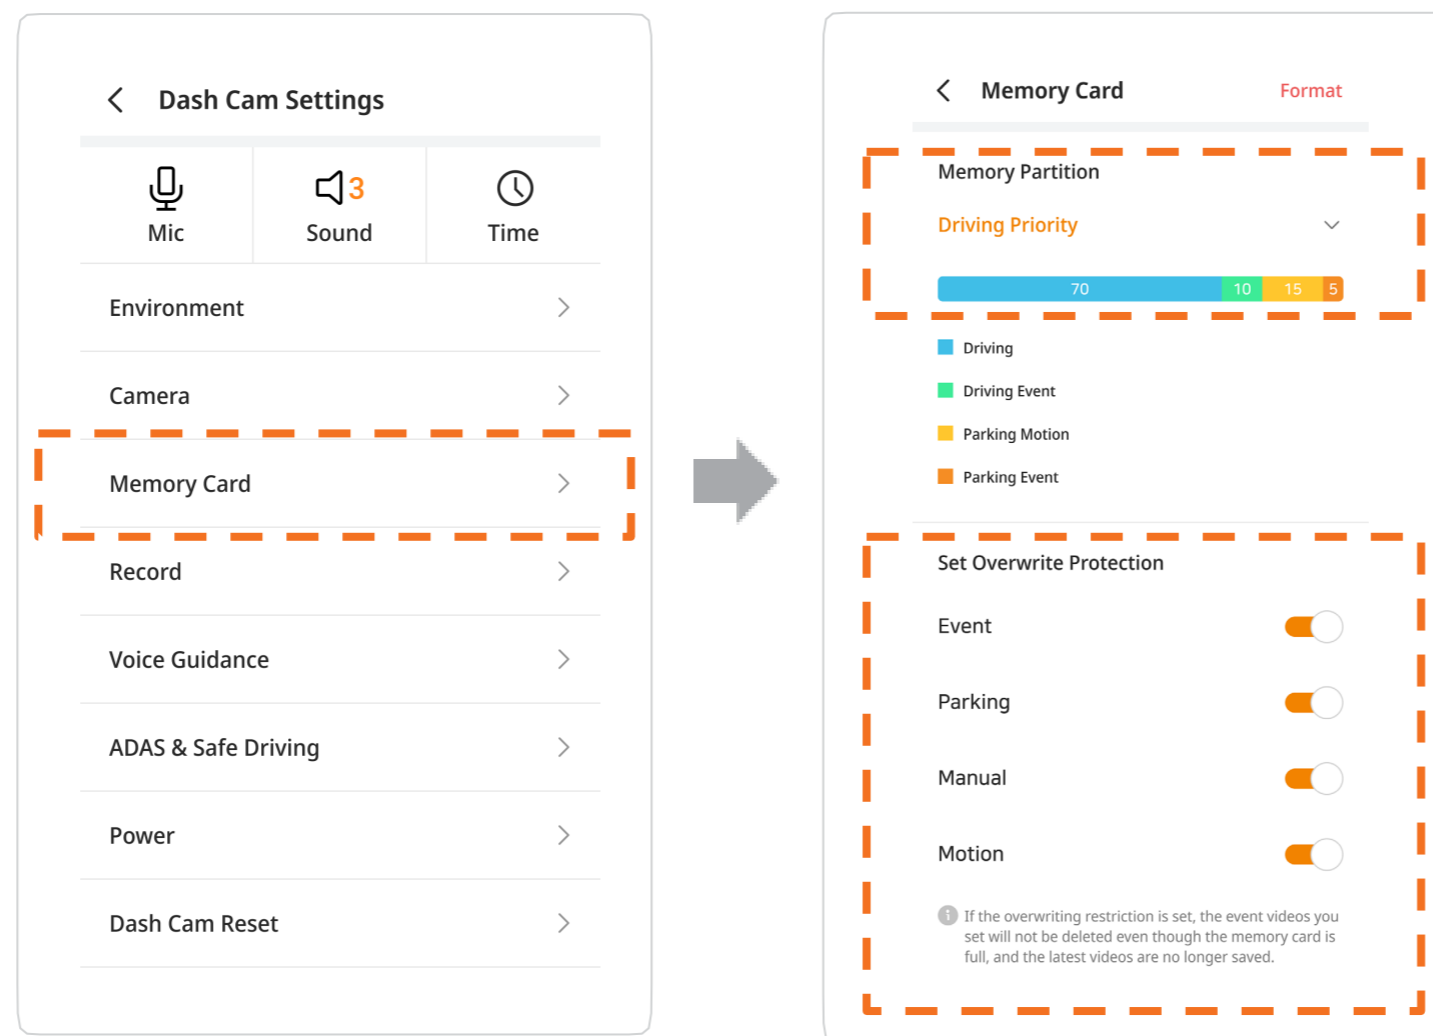 Dash Cam Settings
Mic
3
Sound
Time
Environment
Camera
Memory Card
Record
Voice Guidance
ADAS & Safe Driving
Power
Dash Cam Reset
Memory Card
Format
Memory Partition
Driving Priority
70 10 15 5
Driving
Driving Event
Parking Motion
Parking Event
Set Overwrite Protection
Event
Parking
Manual
Motion
If the overwriting restriction is set, the event videos you
set will not be deleted even though the memory card is
full, and the latest videos are no longer saved.